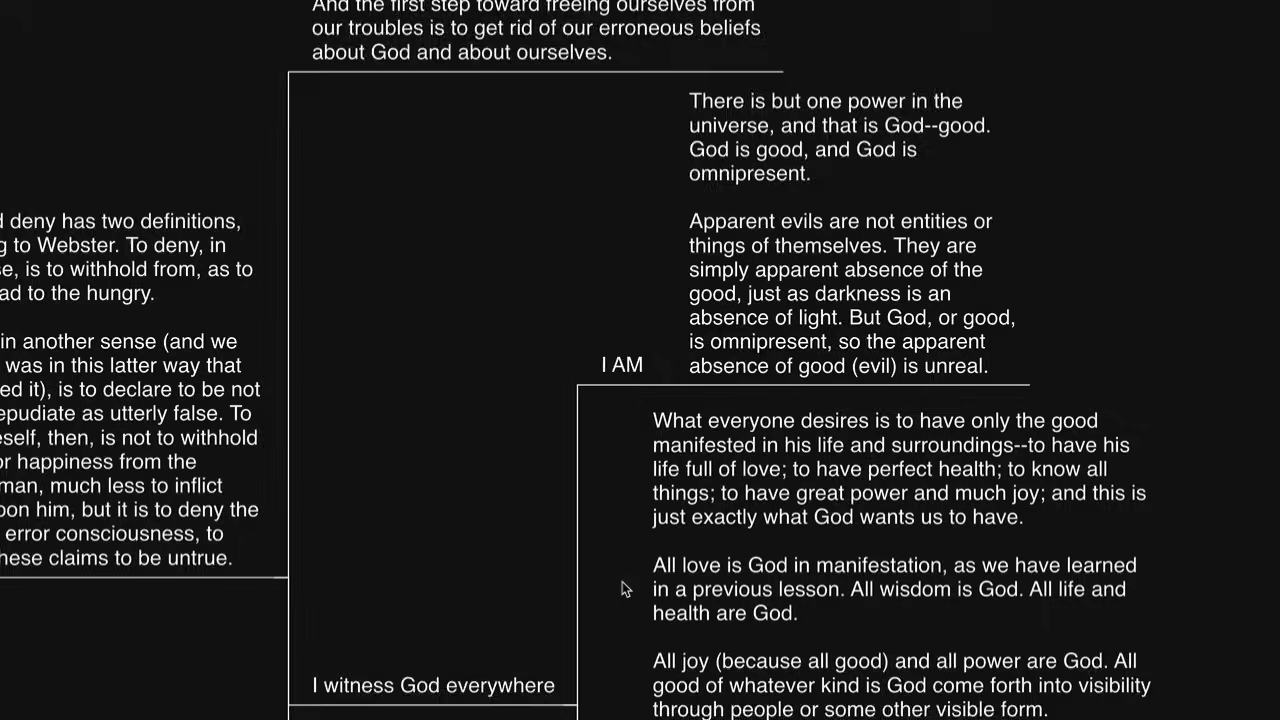 And the first step toward freeing ourselves from
our troubles is to get rid of our erroneous beliefs
about God and about ourselves.
There is but one power in the
universe, and that is God--good.
God is good, and God is
omnipresent.
Apparent evils are not entities or
things of themselves. They are
simply apparent absence of the
good, just as darkness is an
absence of light. But God, or good,
is omnipresent, so the apparent
absence of good (evil) is unreal.
I AM
deny has two definitions,
to Webster. To deny, in
is to withhold from, as to
to the hungry.
in another sense (and we
was in this latter way that
it), is to declare to be not
repudiate as utterly false. To
then, is not to withhold
or happiness from the
man, much less to inflict
upon him, but it is to deny the
error consciousness, to
these claims to be untrue.
What everyone desires is to have only the good
manifested in his life and surroundings--to have his
life full of love; to have perfect health; to know all
things; to have great power and much joy; and this is
just exactly what God wants us to have.
All love is God in manifestation, as we have learned
in a previous lesson. All wisdom is God. All life and
health are God.
All joy (because all good) and all power are God. All
good of whatever kind is God come forth into visibility
through people or some other visible form.
I witness God everywhere